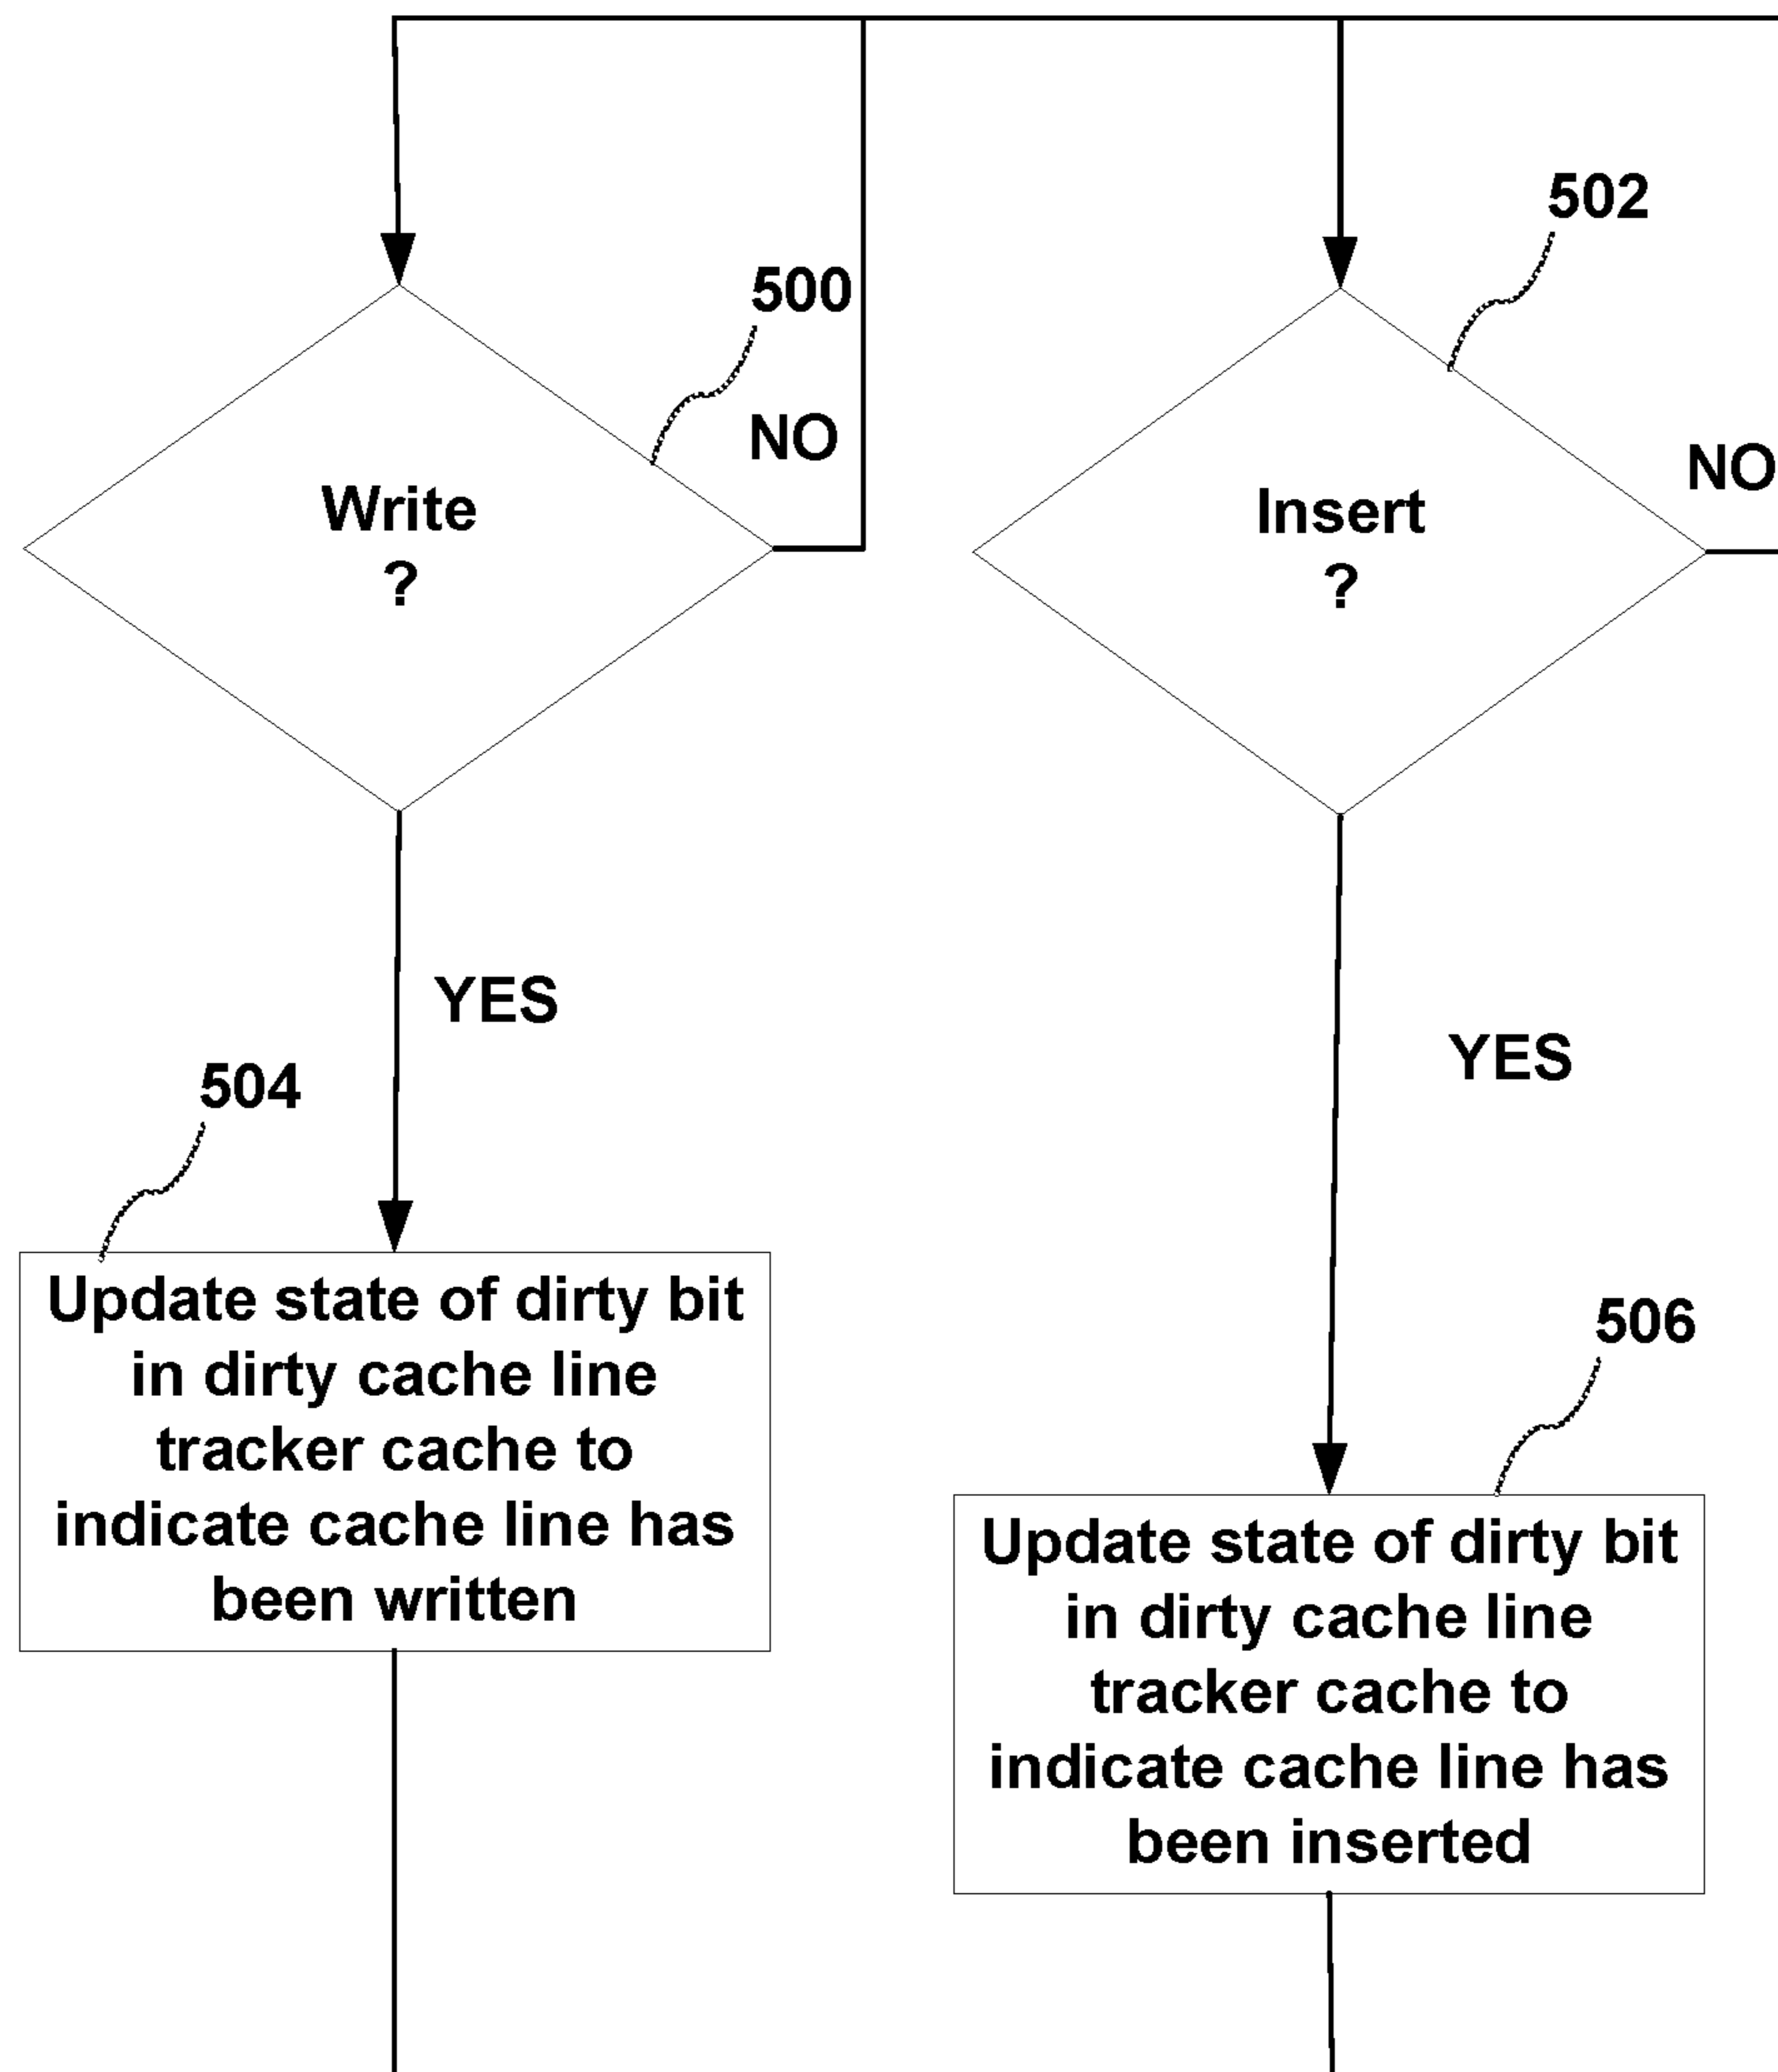 502
500
NO
NO
Write
?
Insert
?
YES
YES
504
Update state of dirty bit
in dirty cache line
tracker cache to
indicate cache line has
been written
506
Update state of dirty bit
in dirty cache line
tracker cache to
indicate cache line has
been inserted